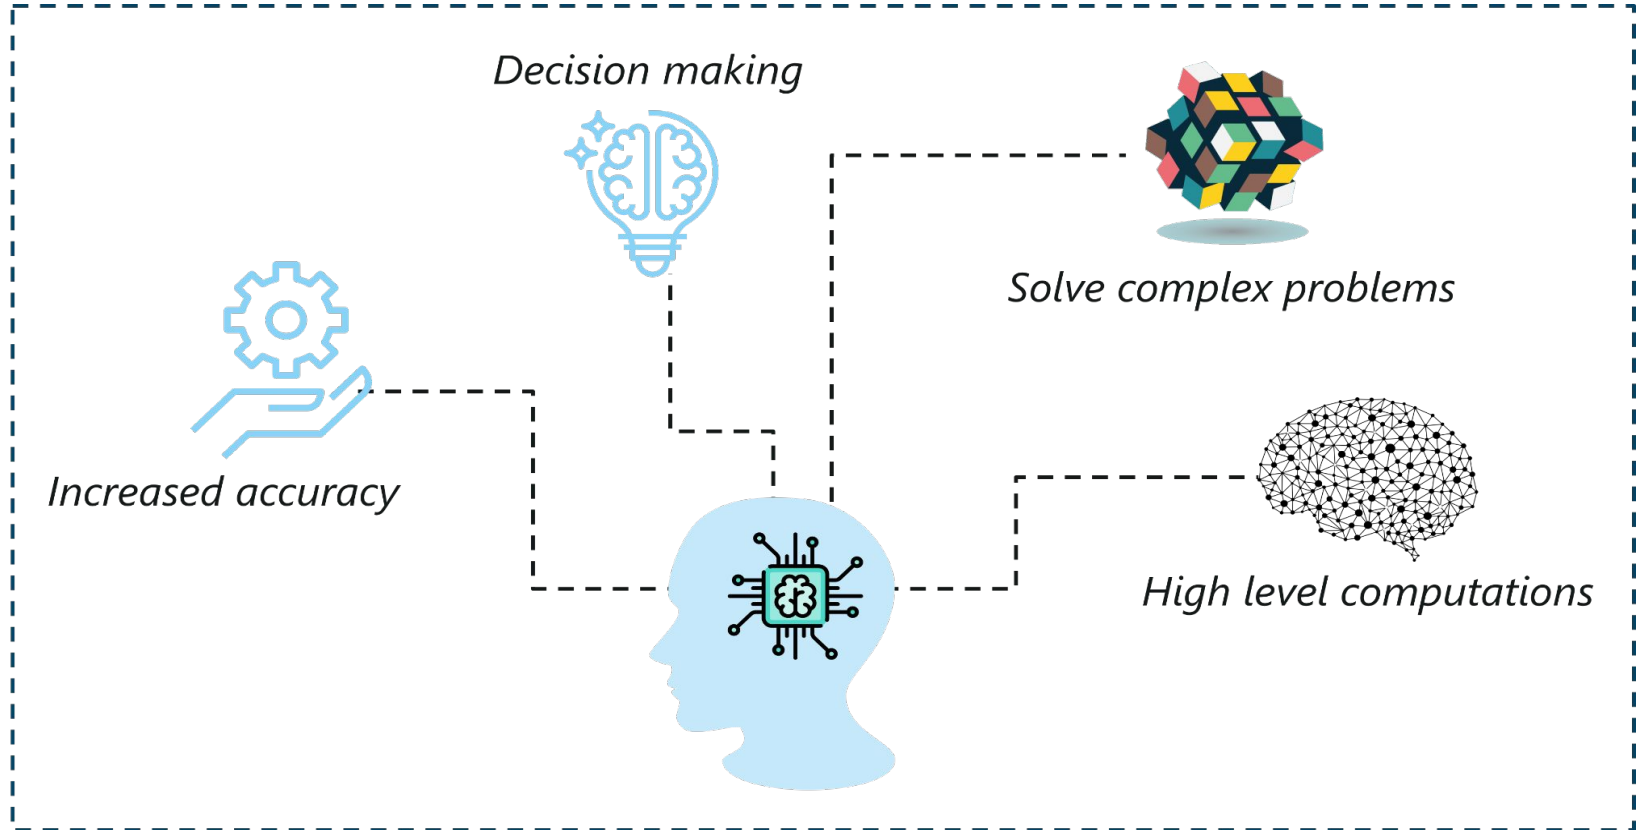 Decision making
Solve complex problems
Increased accuracy
High level computations